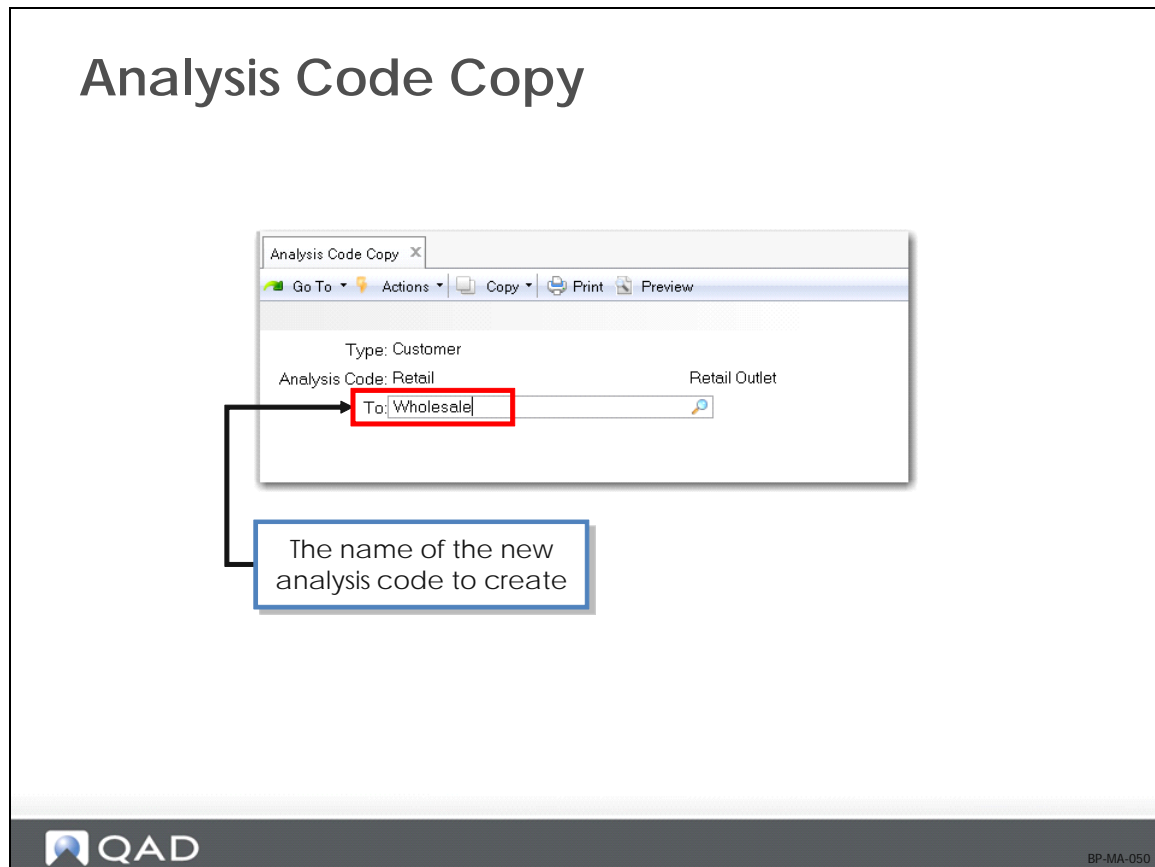 Analysis Code Copy
Analysis Code Copy X
Go To Actions Copy Print Preview
Type: Customer
Analysis Code: Retail Retail Outlet
To: Wholesale
The name of the new
analysis code to create
QAD
BP-MA-050